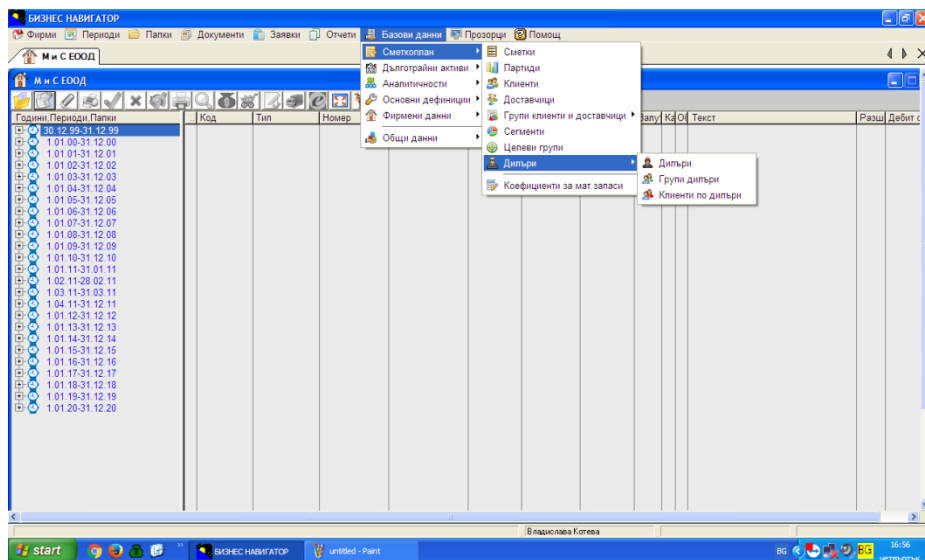 БИЗНЕС НАВИГАТОР
Фирми Периоди Папки Документи Заявки Отчети Базови данни Прозорци Помощ
М и С ЕООД
М и С ЕООД
Години.Периоди.Папки .. Код Тип Номер Валу Ка Об Текст Разш Дебит с
Сметкоплан
Дълготрайни активи
Аналитичности
Основни дефиниции
Фирмени данни
Общи данни
Сметки
Партиди
Клиенти
Доставчици
Групи клиенти и доставчици
Сегменти
Целеви групи
Дилъри
Коефициенти за мат.запаси
Дилъри
Групи дилъри
Клиенти по дилъри
30.12.99-31.12.99
1.01.00-31.12.00
1.01.01-31.12.01
1.01.02-31.12.02
1.01.03-31.12.03
1.01.04-31.12.04
1.01.05-31.12.05
1.01.06-31.12.06
1.01.07-31.12.07
1.01.08-31.12.08
1.01.09-31.12.09
1.01.10-31.12.10
1.01.11-31.01.11
1.02.11-28.02.11
1.03.11-31.03.11
1.04.11-31.12.11
1.01.12-31.12.12
1.01.13-31.12.13
1.01.14-31.12.14
1.01.15-31.12.15
1.01.16-31.12.16
1.01.17-31.12.17
1.01.18-31.12.18
1.01.19-31.12.19
1.01.20-31.12.20
Владислава Котева
start БИЗНЕС НАВИГАТОР untitled - Paint BG BG 16:56
четвъртък